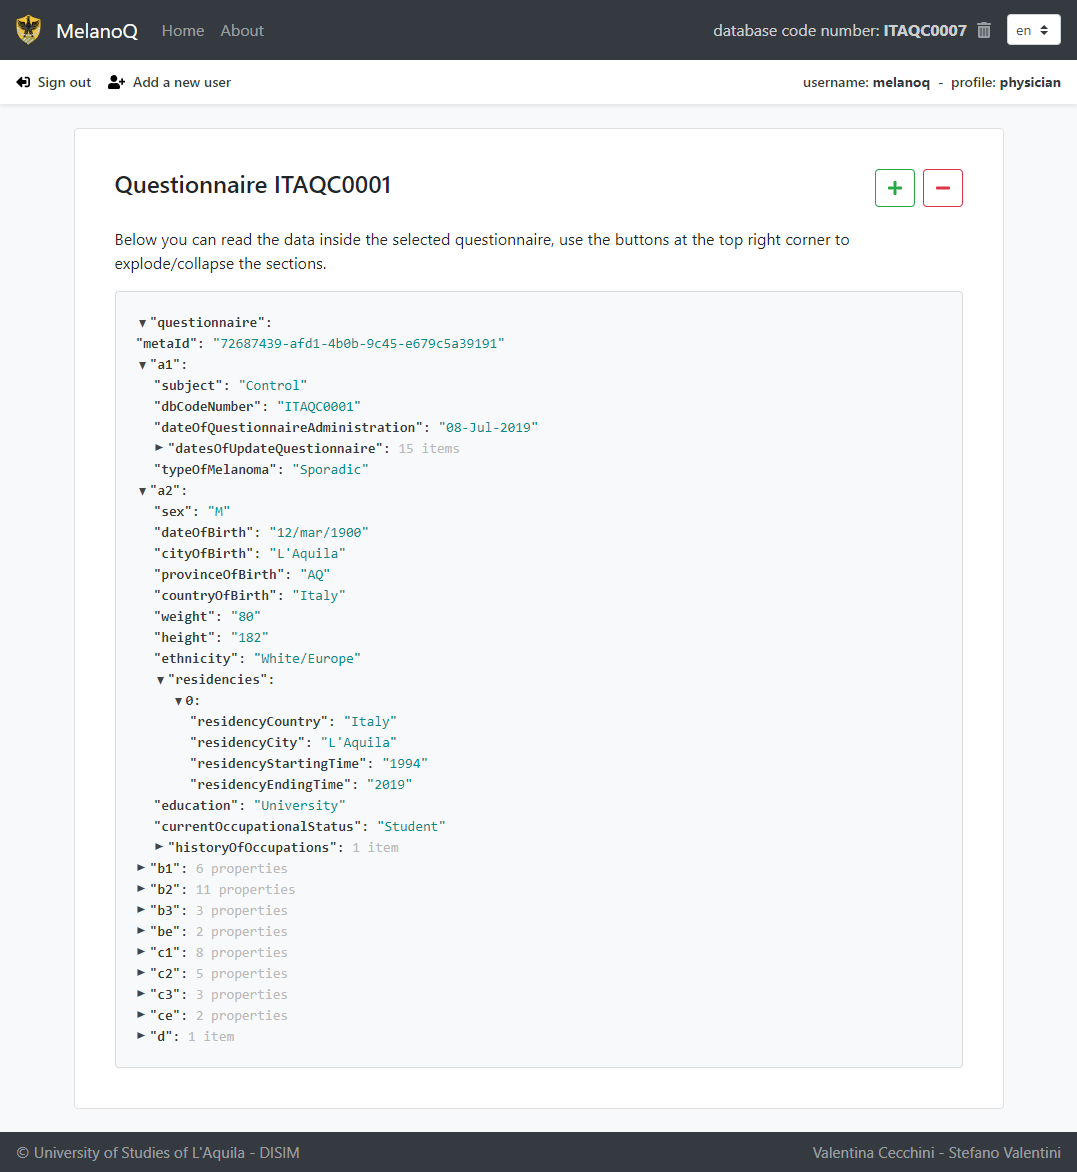 MelanoQ Home About database code number: ITAQC0007 en
Sign out Add a new user username: melanoq - profile: physician
Questionnaire ITAQC0001
Below you can read the data inside the selected questionnaire, use the buttons at the top right corner to
explode/collapse the sections.
▼"questionnaire":
"metaId": "72687439-afd1-4b0b-9c45-e679c5a39191"
▼"a1":
"subject": "Control"
"dbCodeNumber": "ITAQC0001"
"dateOfQuestionnaireAdministration": "08-Jul-2019"
►"datesOfUpdateQuestionnaire": 15 items
"typeOfMelanoma": "Sporadic"
▼"a2":
"sex": "M"
"dateOfBirth": "12/mar/1900"
"cityOfBirth": "L'Aquila"
"provinceOfBirth": "AQ"
"countryOfBirth": "Italy"
"weight": "80"
"height": "182"
"ethnicity": "White/Europe"
▼"residencies":
▼0:
"residencyCountry": "Italy"
"residencyCity": "L'Aquila"
"residencyStartingTime": "1994"
"residencyEndingTime": "2019"
"education": "University"
"currentOccupationalStatus": "Student"
►"historyOfOccupations": 1 item
►"b1": 6 properties
►"b2": 11 properties
►"b3": 3 properties
►"be": 2 properties
►"c1": 8 properties
►"c2": 5 properties
►"c3": 3 properties
►"ce": 2 properties
►"d": 1 item
© University of Studies of L'Aquila - DISIM Valentina Cecchini - Stefano Valentini